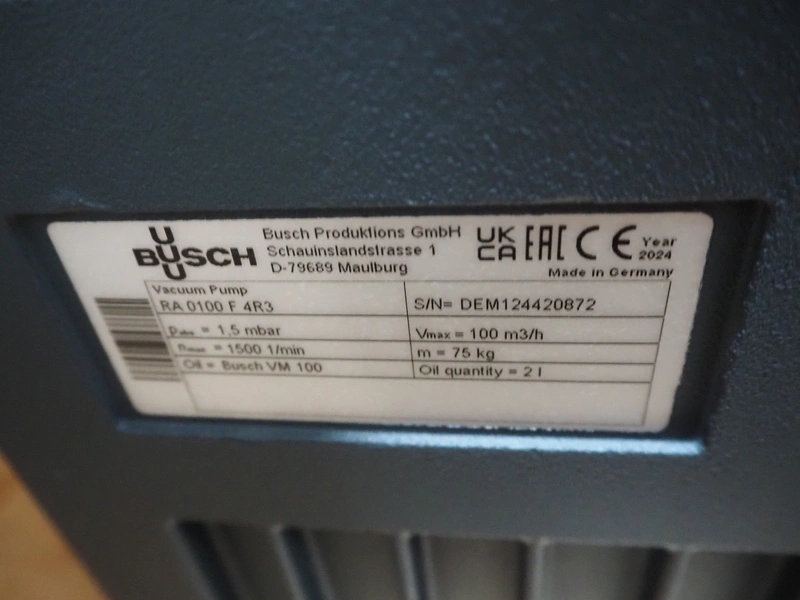 BUSCH
Busch Produktions GmbH
Schauinslandstrasse 1
D-79689 Maulburg
UK CA EAC CE Year 2024
Made in Germany
Vacuum Pump
RA 0100 F 4R3
S/N= DEM124420872
pabs = 1,5 mbar
Vmax = 100 m3/h
nmax = 1500 1/min
m = 75 kg
Oil = Busch VM 100
Oil quantity = 2 l